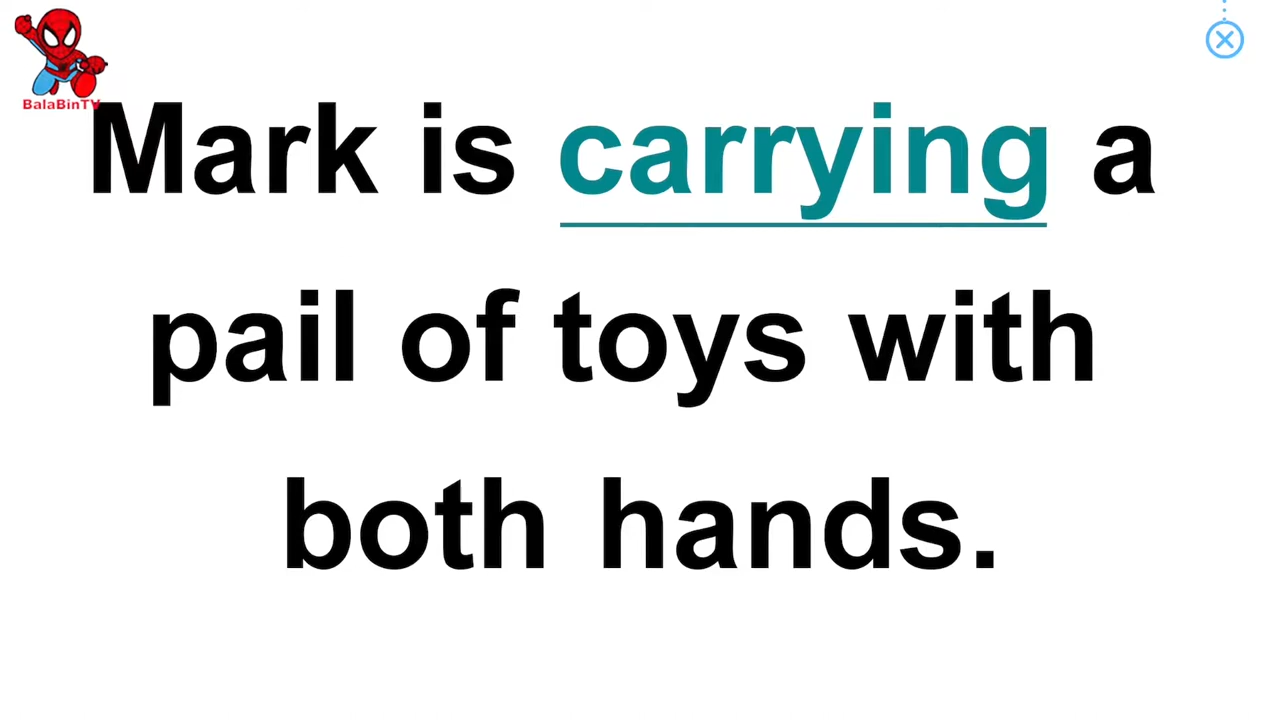 BalaBinTV
Mark is carrying a
pail of toys with
both hands.